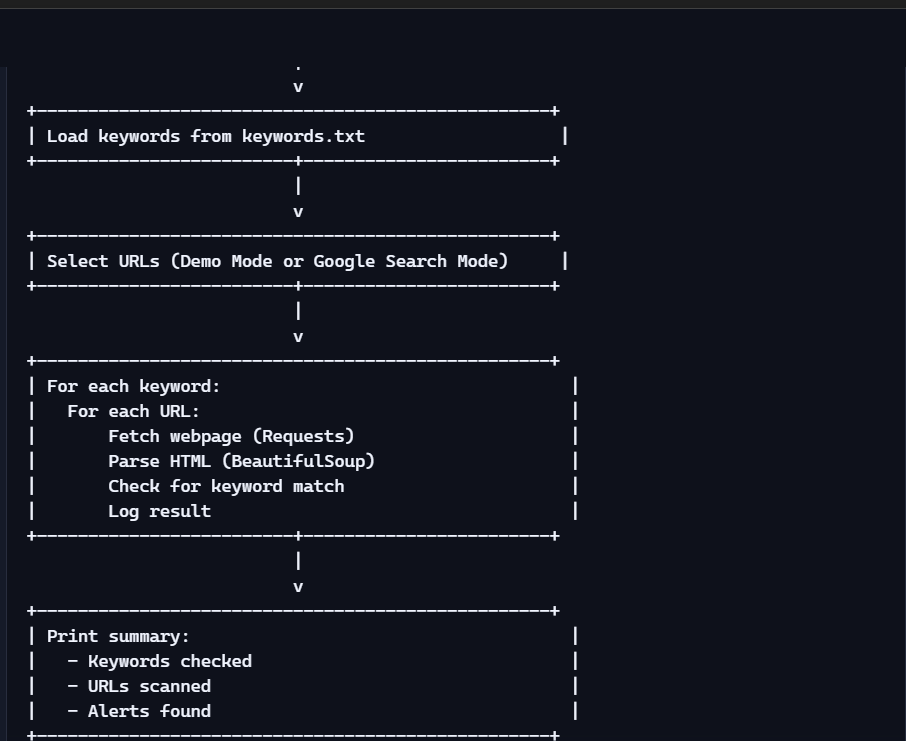 v
+---------------------------------------------------+
| Load keywords from keywords.txt                    |
+--------------------------+------------------------+
|
v
+---------------------------------------------------+
| Select URLs (Demo Mode or Google Search Mode)      |
+--------------------------+------------------------+
|
v
+---------------------------------------------------+
| For each keyword:                                   |
|   For each URL:                                     |
|       Fetch webpage (Requests)                      |
|       Parse HTML (BeautifulSoup)                    |
|       Check for keyword match                       |
|       Log result                                    |
+--------------------------+------------------------+
|
v
+---------------------------------------------------+
| Print summary:                                      |
|   - Keywords checked                                |
|   - URLs scanned                                    |
|   - Alerts found                                    |
+---------------------------------------------------+